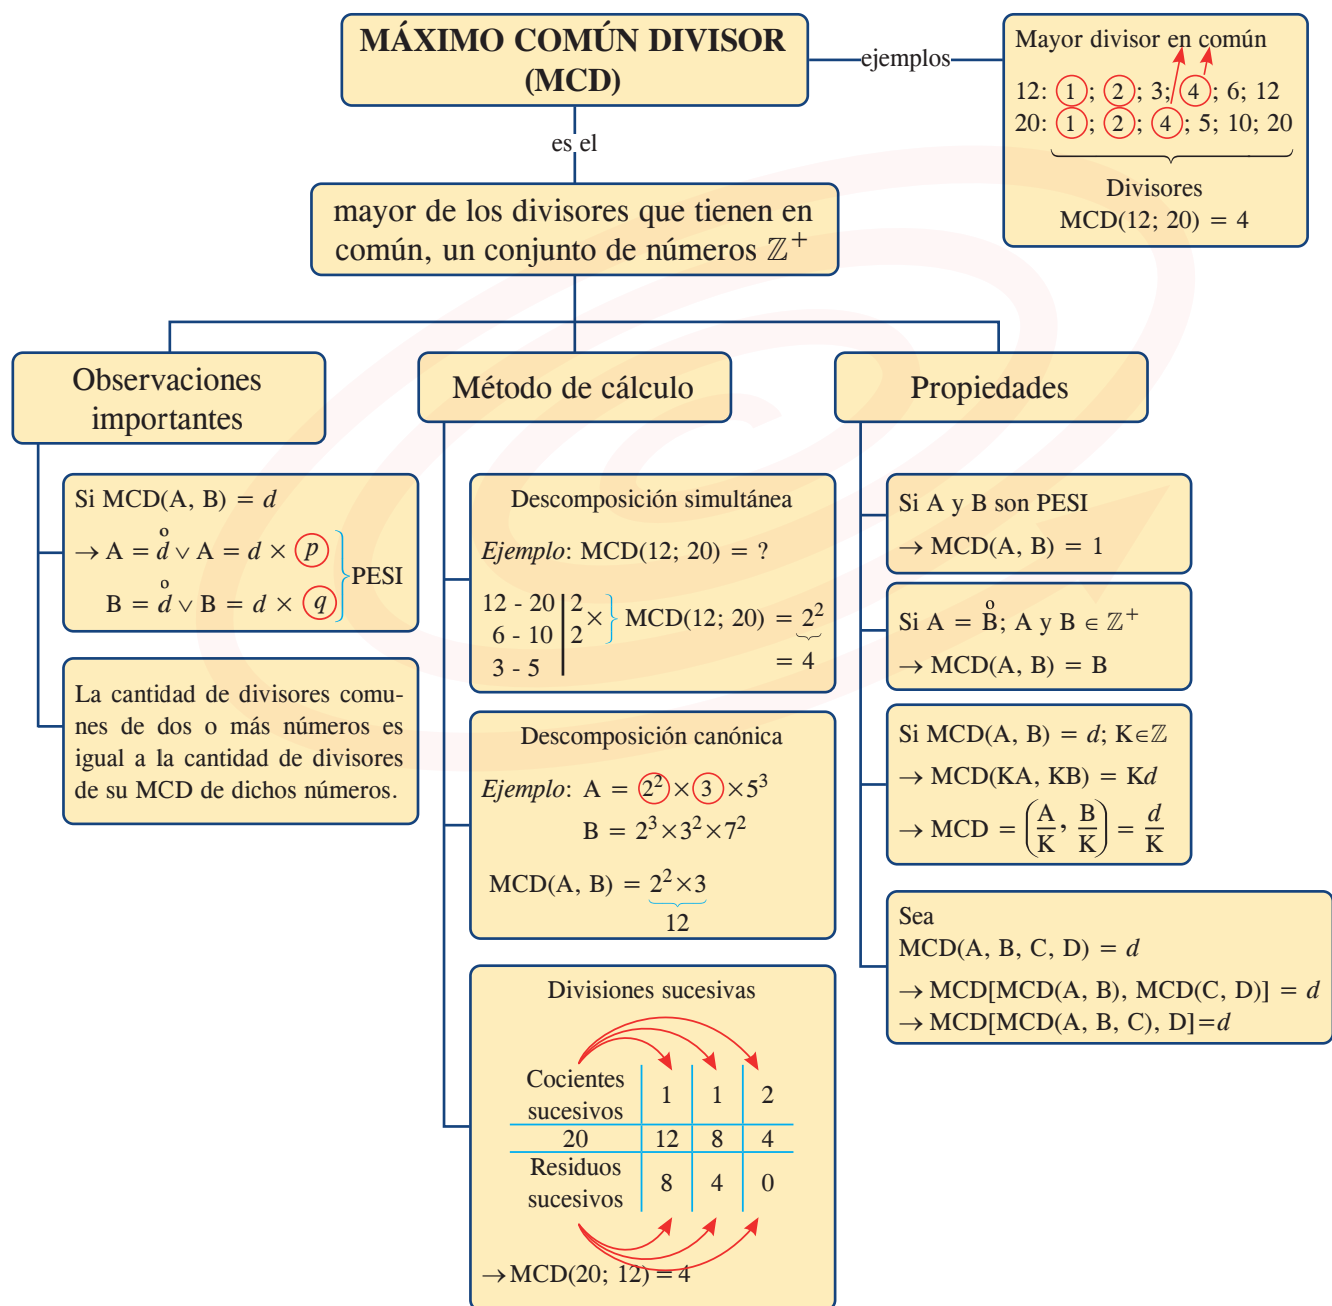 MÁXIMO COMÚN DIVISOR
(MCD)
ejemplos
Mayor divisor en común
12: 1; 2; 3; 4; 6; 12
20: 1; 2; 4; 5; 10; 20
Divisores
MCD(12; 20) = 4
es el
mayor de los divisores que tienen en
común, un conjunto de números ℤ⁺
Observaciones
importantes
Si MCD(A, B) = d
→ A = d̊ ∨ A = d × p
B = d̊ ∨ B = d × q
PESI
La cantidad de divisores comu-
nes de dos o más números es
igual a la cantidad de divisores
de su MCD de dichos números.
Método de cálculo
Descomposición simultánea
Ejemplo: MCD(12; 20) = ?
12 - 20 | 2
6 - 10 | 2 ×
3 - 5
MCD(12; 20) = 2²
= 4
Descomposición canónica
Ejemplo: A = 2² × 3 × 5³
B = 2³ × 3² × 7²
MCD(A, B) = 2² × 3
12
Divisiones sucesivas
Cocientes
sucesivos 1 1 2
20 12 8 4
Residuos
sucesivos 8 4 0
→ MCD(20; 12) = 4
Propiedades
Si A y B son PESI
→ MCD(A, B) = 1
Si A = B̊; A y B ∈ ℤ⁺
→ MCD(A, B) = B
Si MCD(A, B) = d; K∈ℤ
→ MCD(KA, KB) = Kd
→ MCD = (A/K, B/K) = d/K
Sea
MCD(A, B, C, D) = d
→ MCD[MCD(A, B), MCD(C, D)] = d
→ MCD[MCD(A, B, C), D]=d